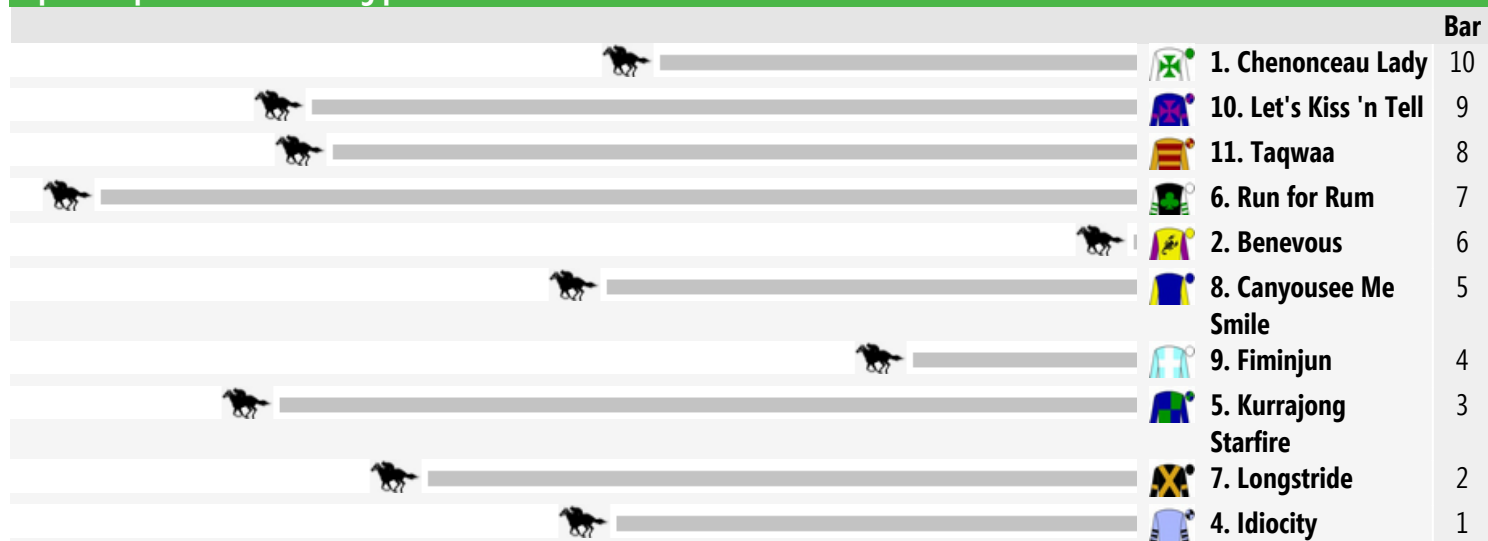 Bar
1. Chenonceau Lady 10
10. Let's Kiss 'n Tell 9
11. Taqwaa 8
6. Run for Rum 7
2. Benevous 6
8. Canyousee Me 5
Smile
9. Fiminjun 4
5. Kurrajong 3
Starfire
7. Longstride 2
4. Idiocity 1